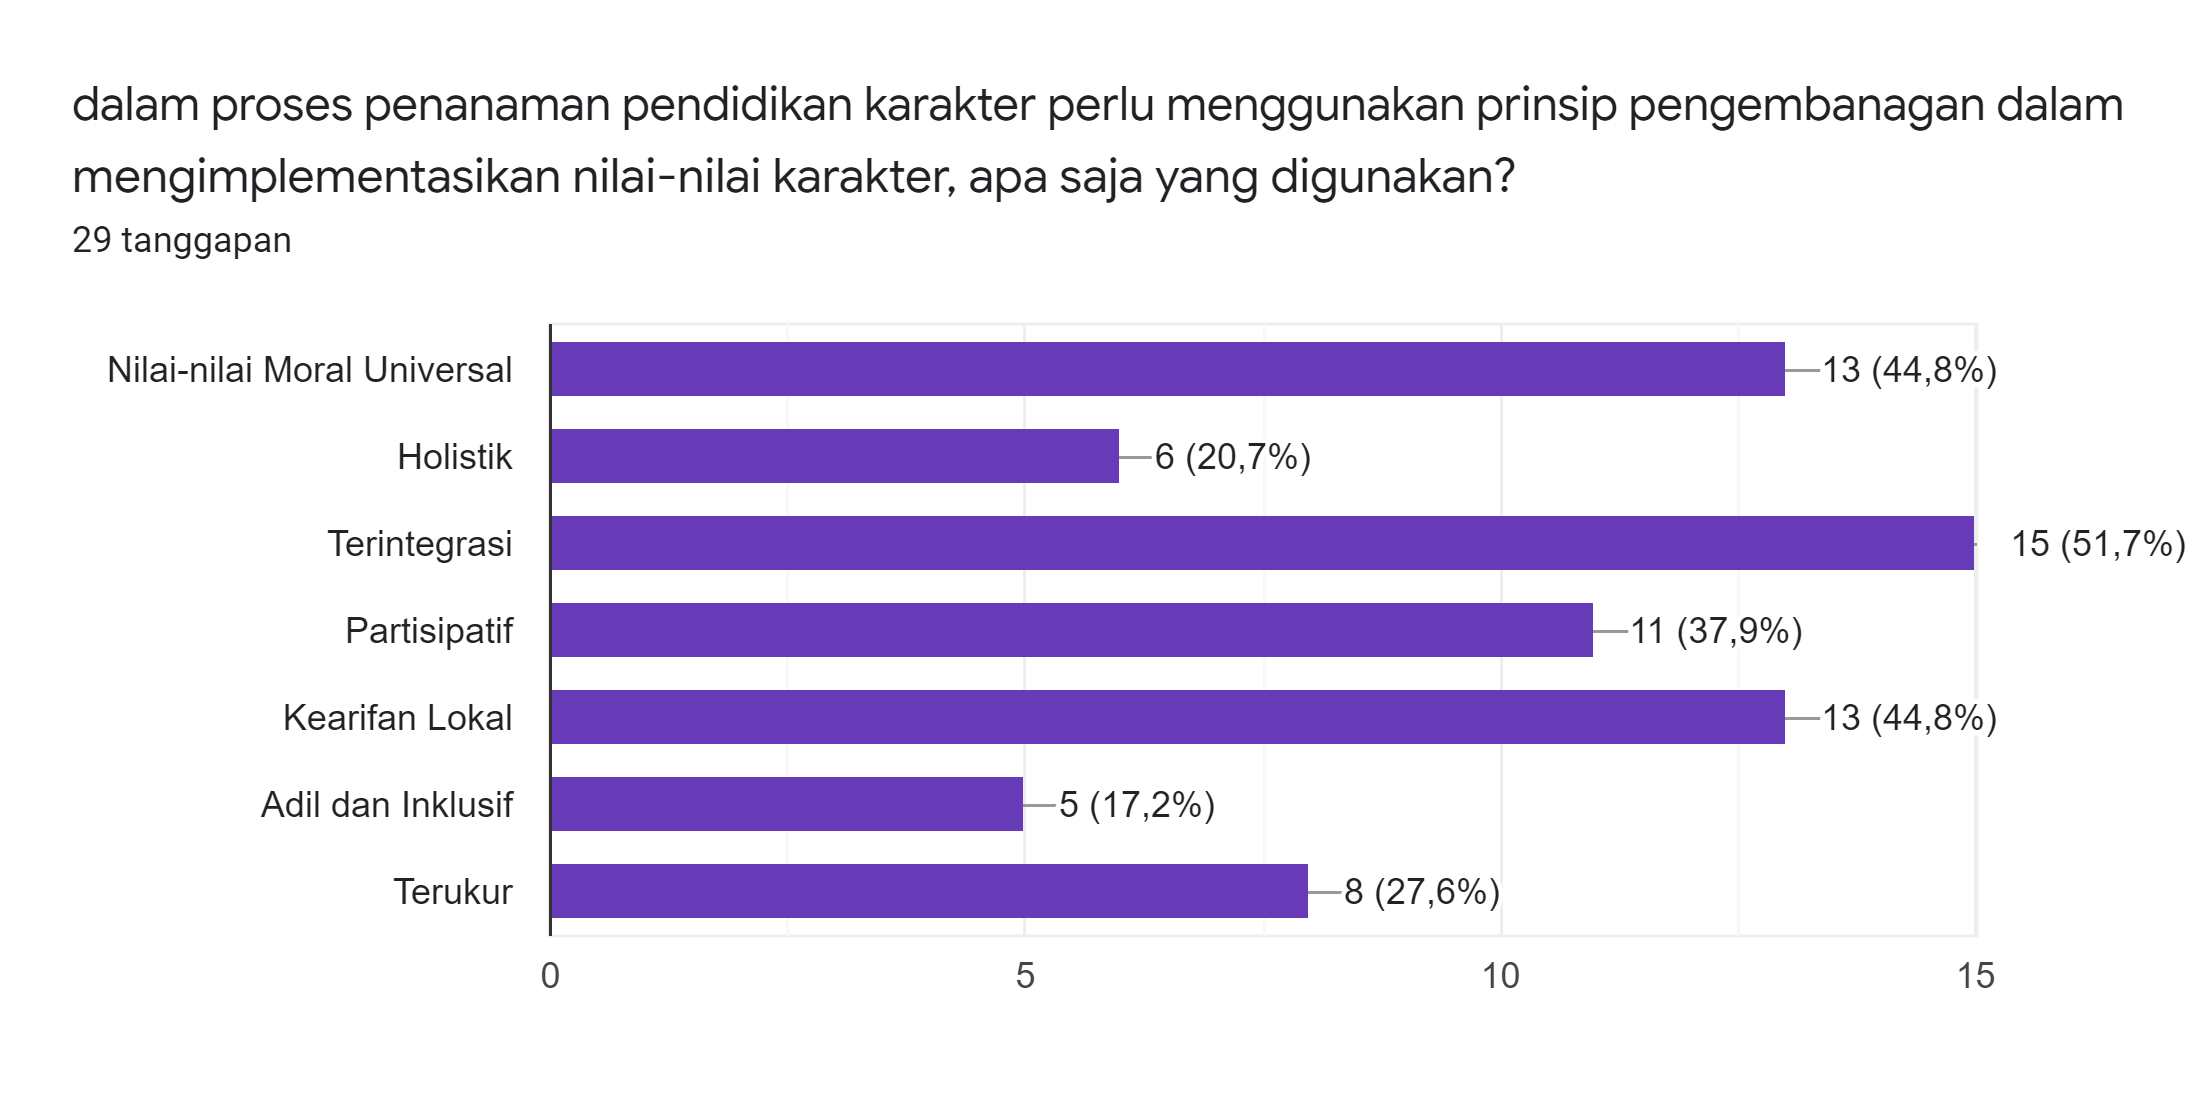 dalam proses penanaman pendidikan karakter perlu menggunakan prinsip pengembanagan dalam
mengimplementasikan nilai-nilai karakter, apa saja yang digunakan?
29 tanggapan
Nilai-nilai Moral Universal 13 (44,8%)
Holistik 6 (20,7%)
Terintegrasi 15 (51,7%)
Partisipatif 11 (37,9%)
Kearifan Lokal 13 (44,8%)
Adil dan Inklusif 5 (17,2%)
Terukur 8 (27,6%)
0 5 10 15